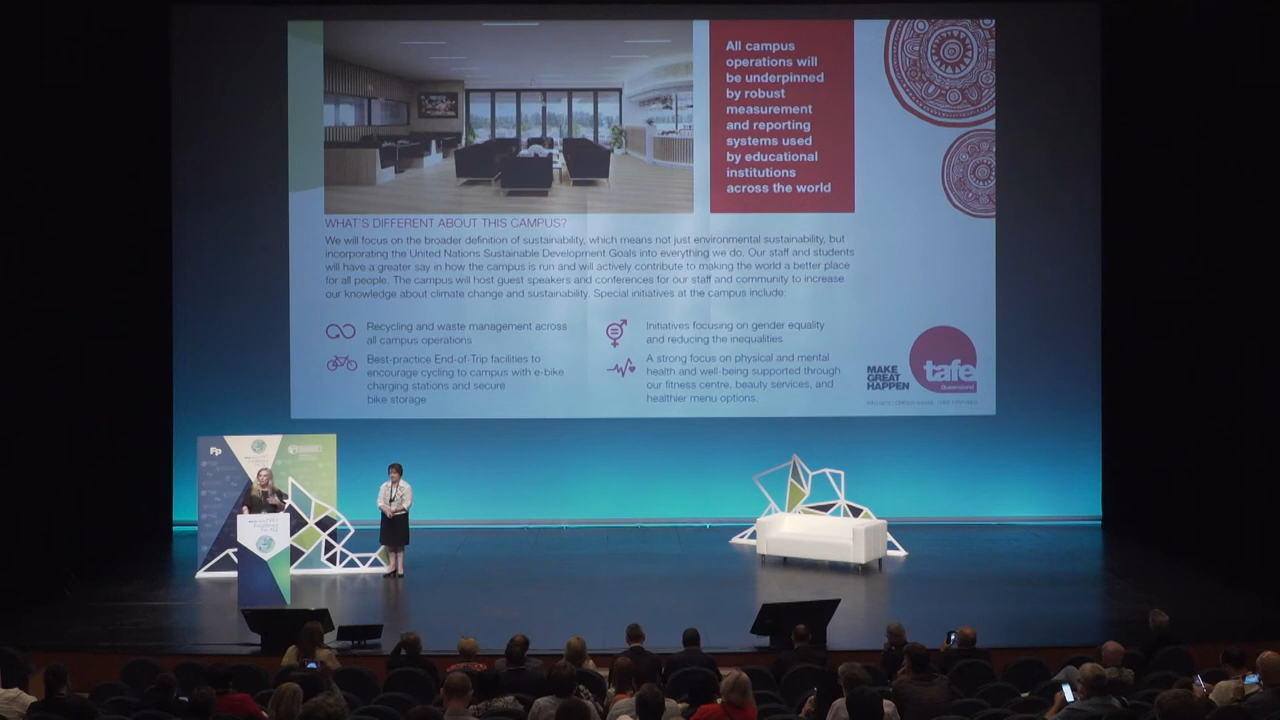 All campus
operations will
be underpinned
by robust
measurement
and reporting
systems used
by educational
institutions
across the world
WHAT'S DIFFERENT ABOUT THIS CAMPUS?
We will focus on the broader definition of sustainability, which means not just environmental sustainability, but
incorporating the United Nations Sustainable Development Goals into everything we do. Our staff and students
will have a greater say in how the campus is run and will actively contribute to making the world a better place
for all people. The campus will host guest speakers and conferences for our staff and community to increase
our knowledge about climate change and sustainability. Special initiatives at the campus include:
Recycling and waste management across
all campus operations
Best-practice End-of-Trip facilities to
encourage cycling to campus with e-bike
charging stations and secure
bike storage
Initiatives focusing on gender equality
and reducing the inequalities
A strong focus on physical and mental
health and well-being supported through
our fitness centre, beauty services, and
healthier menu options.
MAKE
GREAT
HAPPEN
tafe
Queensland